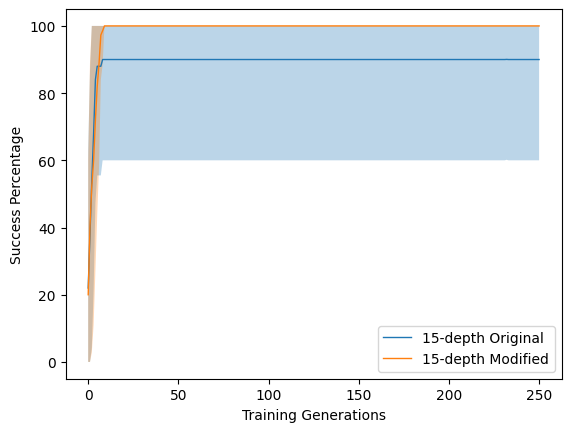 100
80
60
40
20
0
Success Percentage
0 50 100 150 200 250
Training Generations
15-depth Original
15-depth Modified